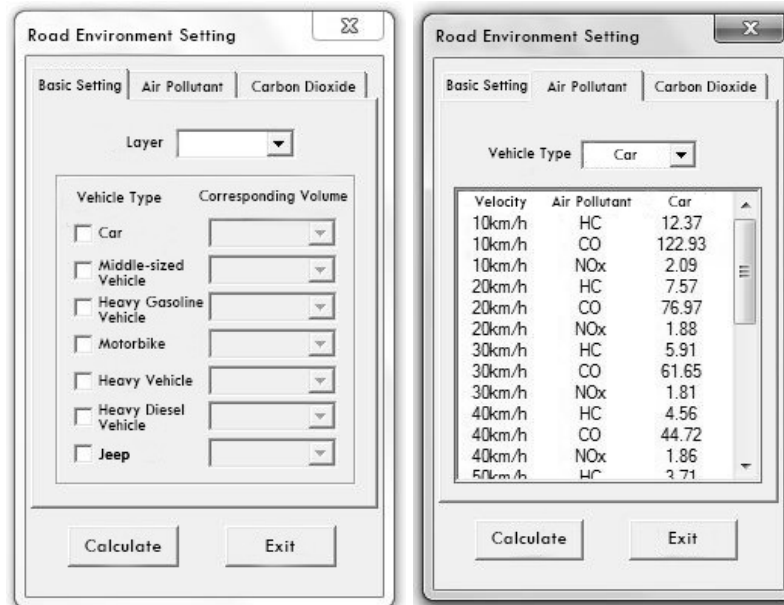 Road Environment Setting
Basic Setting Air Pollutant Carbon Dioxide
Layer
Vehicle Type Corresponding Volume
Car
Middle-sized
Vehicle
Heavy Gasoline
Vehicle
Motorbike
Heavy Vehicle
Heavy Diesel
Vehicle
Jeep
Calculate Exit
Road Environment Setting
Basic Setting Air Pollutant Carbon Dioxide
Vehicle Type Car
Velocity Air Pollutant Car
10km/h HC 12.37
10km/h CO 122.93
10km/h NOx 2.09
20km/h HC 7.57
20km/h CO 76.97
20km/h NOx 1.88
30km/h HC 5.91
30km/h CO 61.65
30km/h NOx 1.81
40km/h HC 4.56
40km/h CO 44.72
40km/h NOx 1.86
50km/h HC 3.71
Calculate Exit